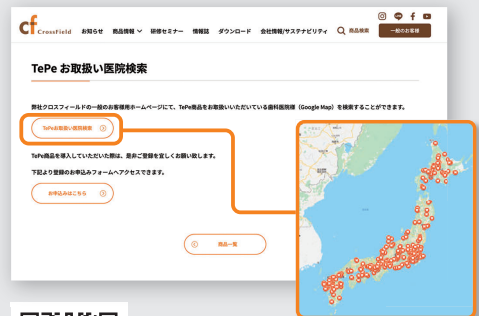 CrossField
お知らせ 商品情報 研修セミナー 情報誌 ダウンロード 会社情報/サステナビリティ 商品検索 一般のお客様
TePe お取扱い医院検索
弊社クロスフィールドの一般のお客様用ホームページにて、TePe商品をお取扱いいただいている歯科医院様（Google Map）を検索することができます。
TePeお取扱い医院検索
TePe商品を導入していただいた際は、是非ご登録を宜しくお願い致します。
下記より登録のお申込みフォームへアクセスできます。
お申込みはこちら
商品一覧